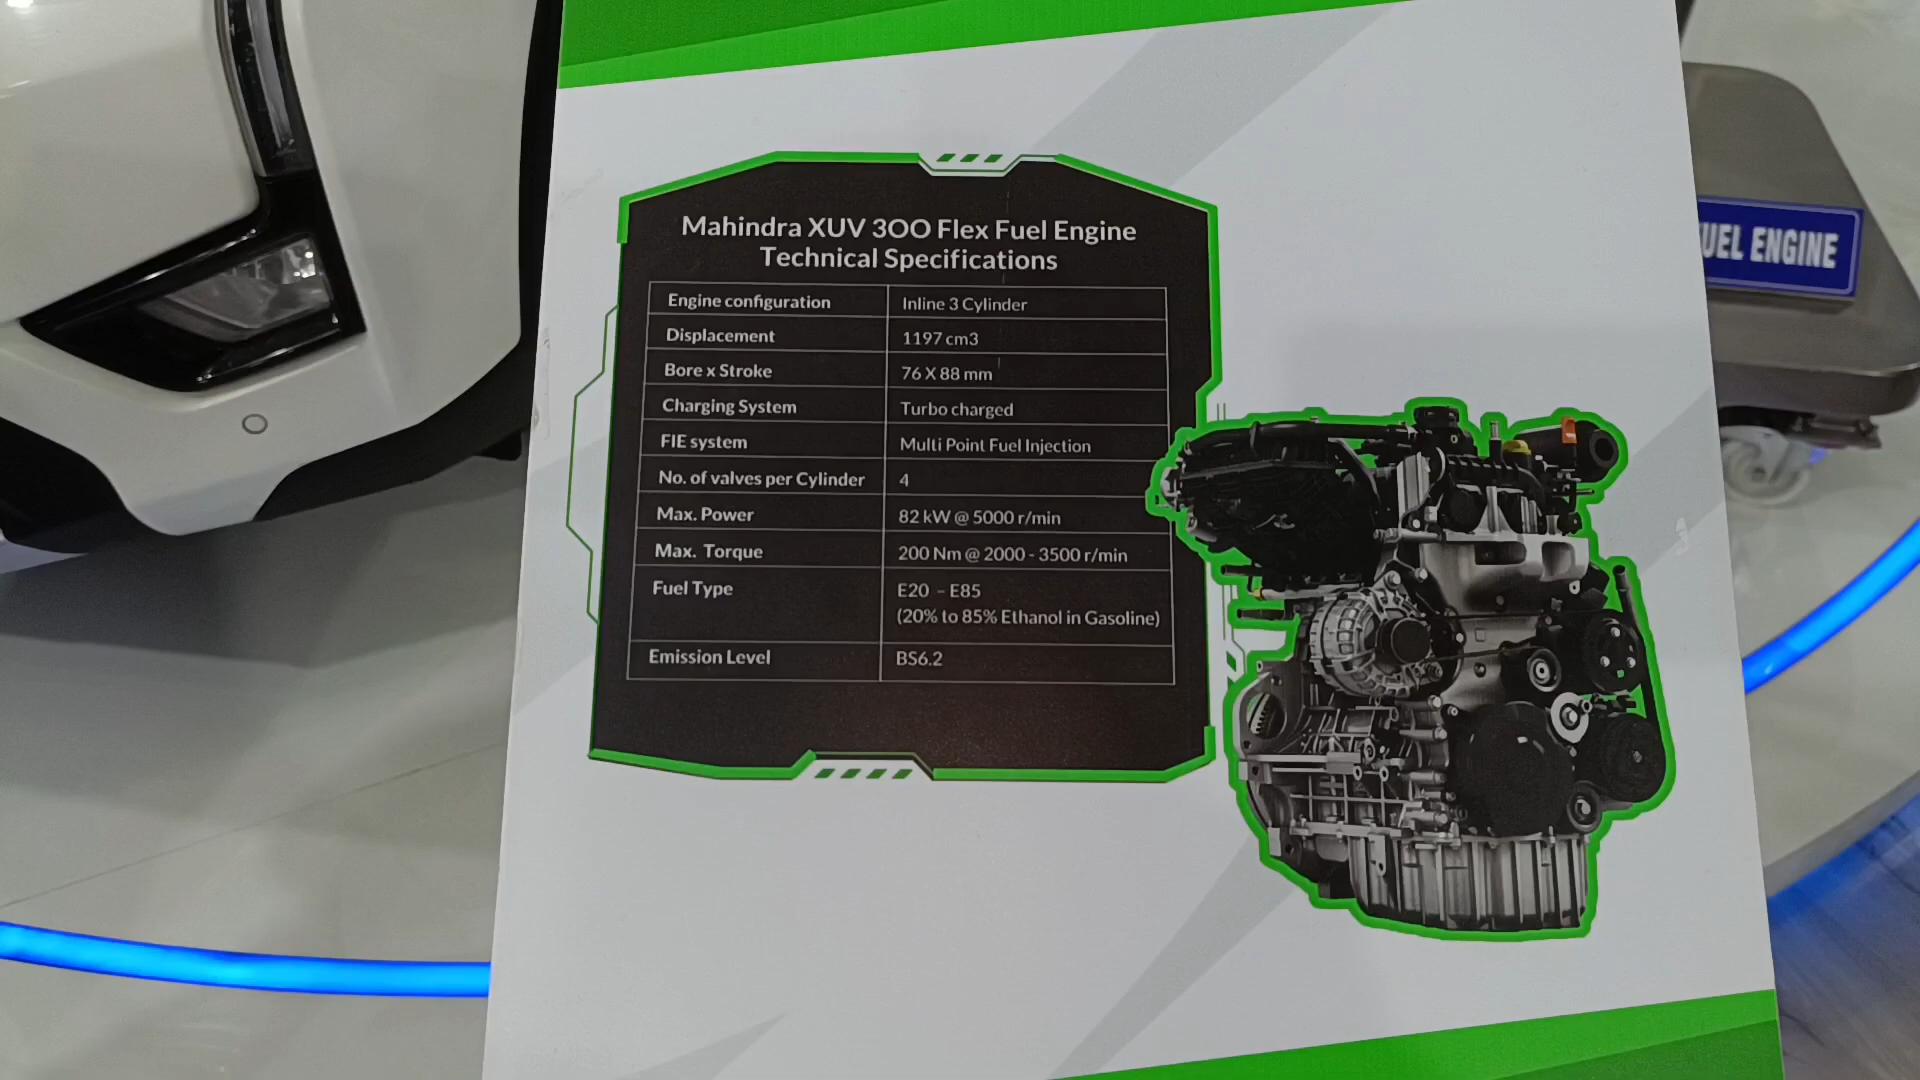 Mahindra XUV 300 Flex Fuel Engine
Technical Specifications
Engine configuration Inline 3 Cylinder
Displacement 1197 cm3
Bore x Stroke 76 X 88 mm
Charging System Turbo charged
FIE system Multi Point Fuel Injection
No. of valves per Cylinder 4
Max. Power 82 kW @ 5000 r/min
Max. Torque 200 Nm @ 2000 - 3500 r/min
Fuel Type E20 - E85
(20% to 85% Ethanol in Gasoline)
Emission Level BS6.2
UEL ENGINE